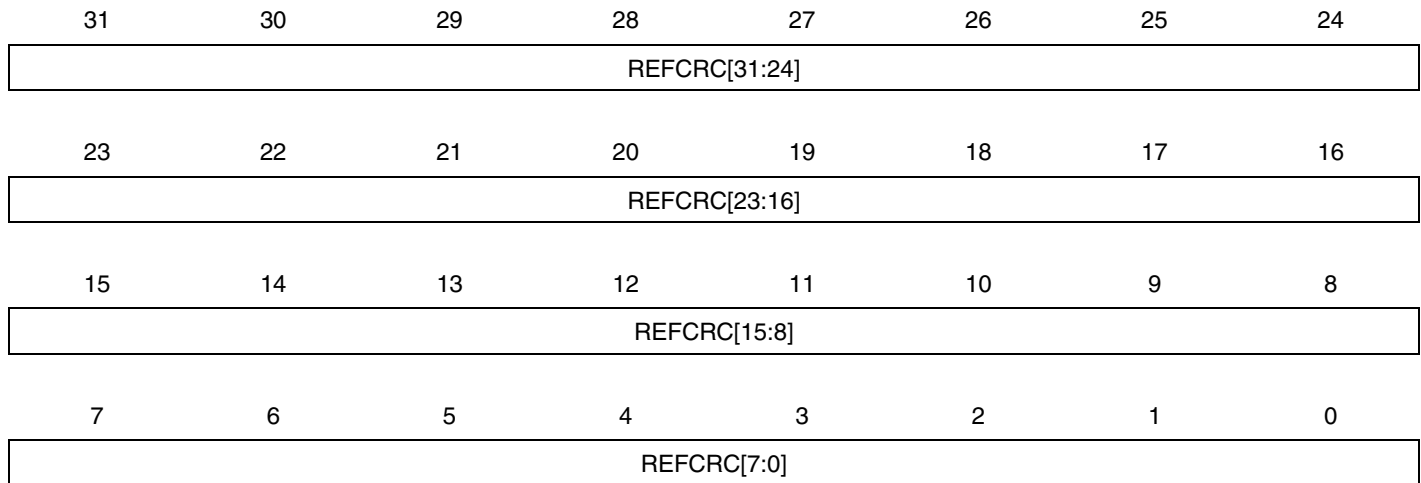 31 30 29 28 27 26 25 24
REFCRC[31:24]
23 22 21 20 19 18 17 16
REFCRC[23:16]
15 14 13 12 11 10 9 8
REFCRC[15:8]
7 6 5 4 3 2 1 0
REFCRC[7:0]